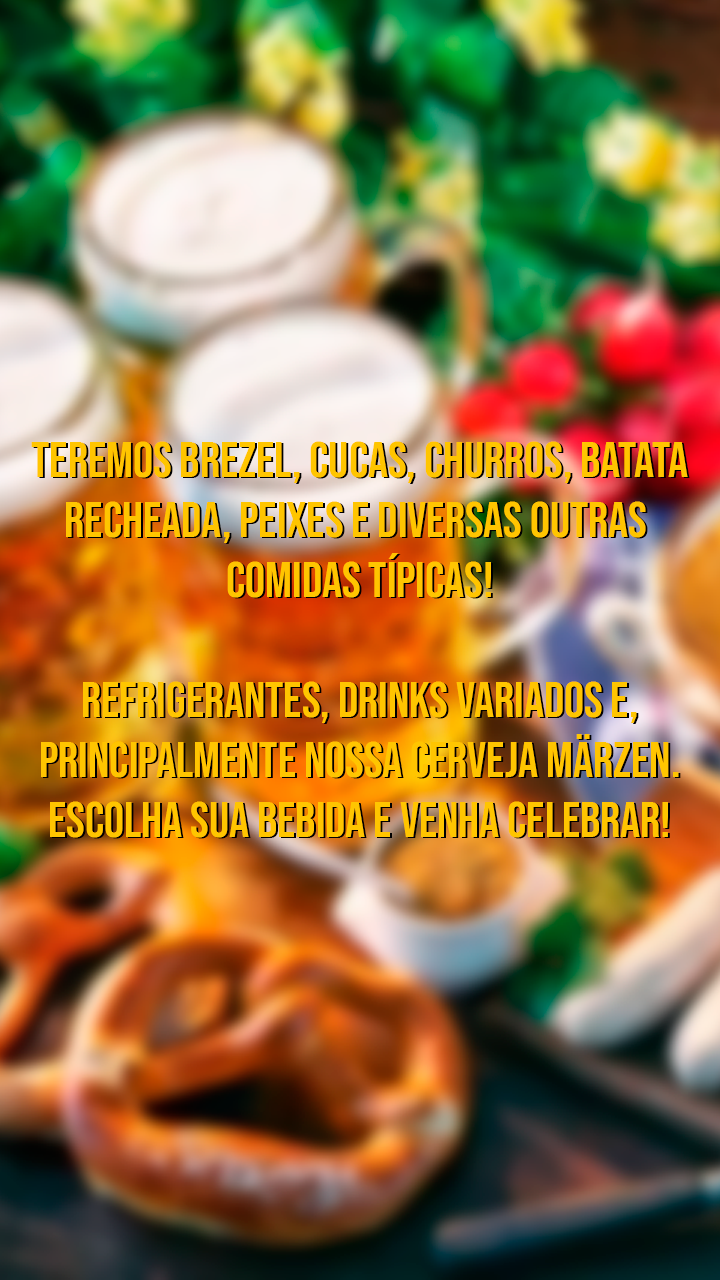 TEREMOS BREZEL, CUCAS, CHURROS, BATATA
RECHEADA, PEIXES E DIVERSAS OUTRAS
COMIDAS TÍPICAS!
REFRIGERANTES, DRINKS VARIADOS E,
PRINCIPALMENTE NOSSA CERVEJA MÄRZEN.
ESCOLHA SUA BEBIDA E VENHA CELEBRAR!